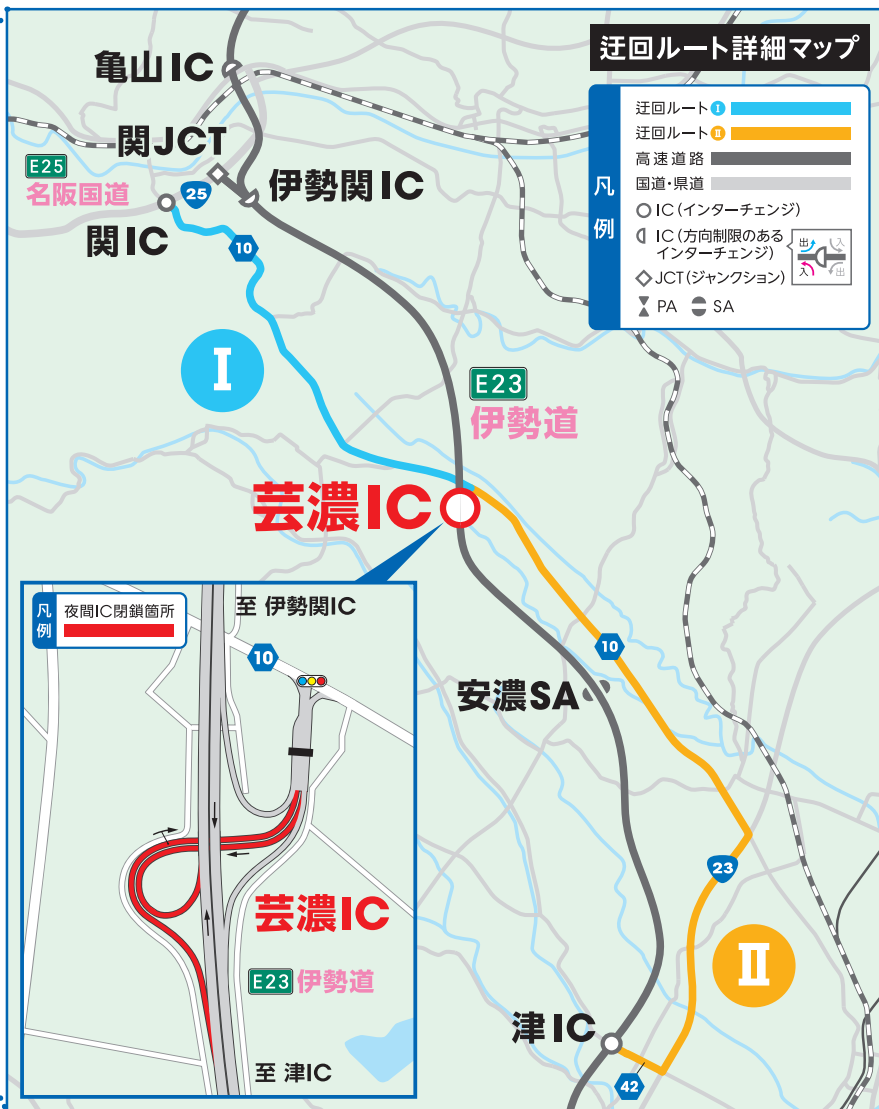 迂回ルート詳細マップ
凡例
迂回ルートⅠ
迂回ルートⅡ
高速道路
国道・県道
IC(インターチェンジ)
IC(方向制限のある
インターチェンジ)
出
入
入
出
JCT(ジャンクション)
PA
SA
亀山IC
関JCT
E25
名阪国道
25
伊勢関IC
関IC
10
Ⅰ
E23
伊勢道
芸濃IC
10
安濃SA
23
Ⅱ
津IC
42
凡例
夜間IC閉鎖箇所
至 伊勢関IC
10
芸濃IC
E23 伊勢道
至 津IC